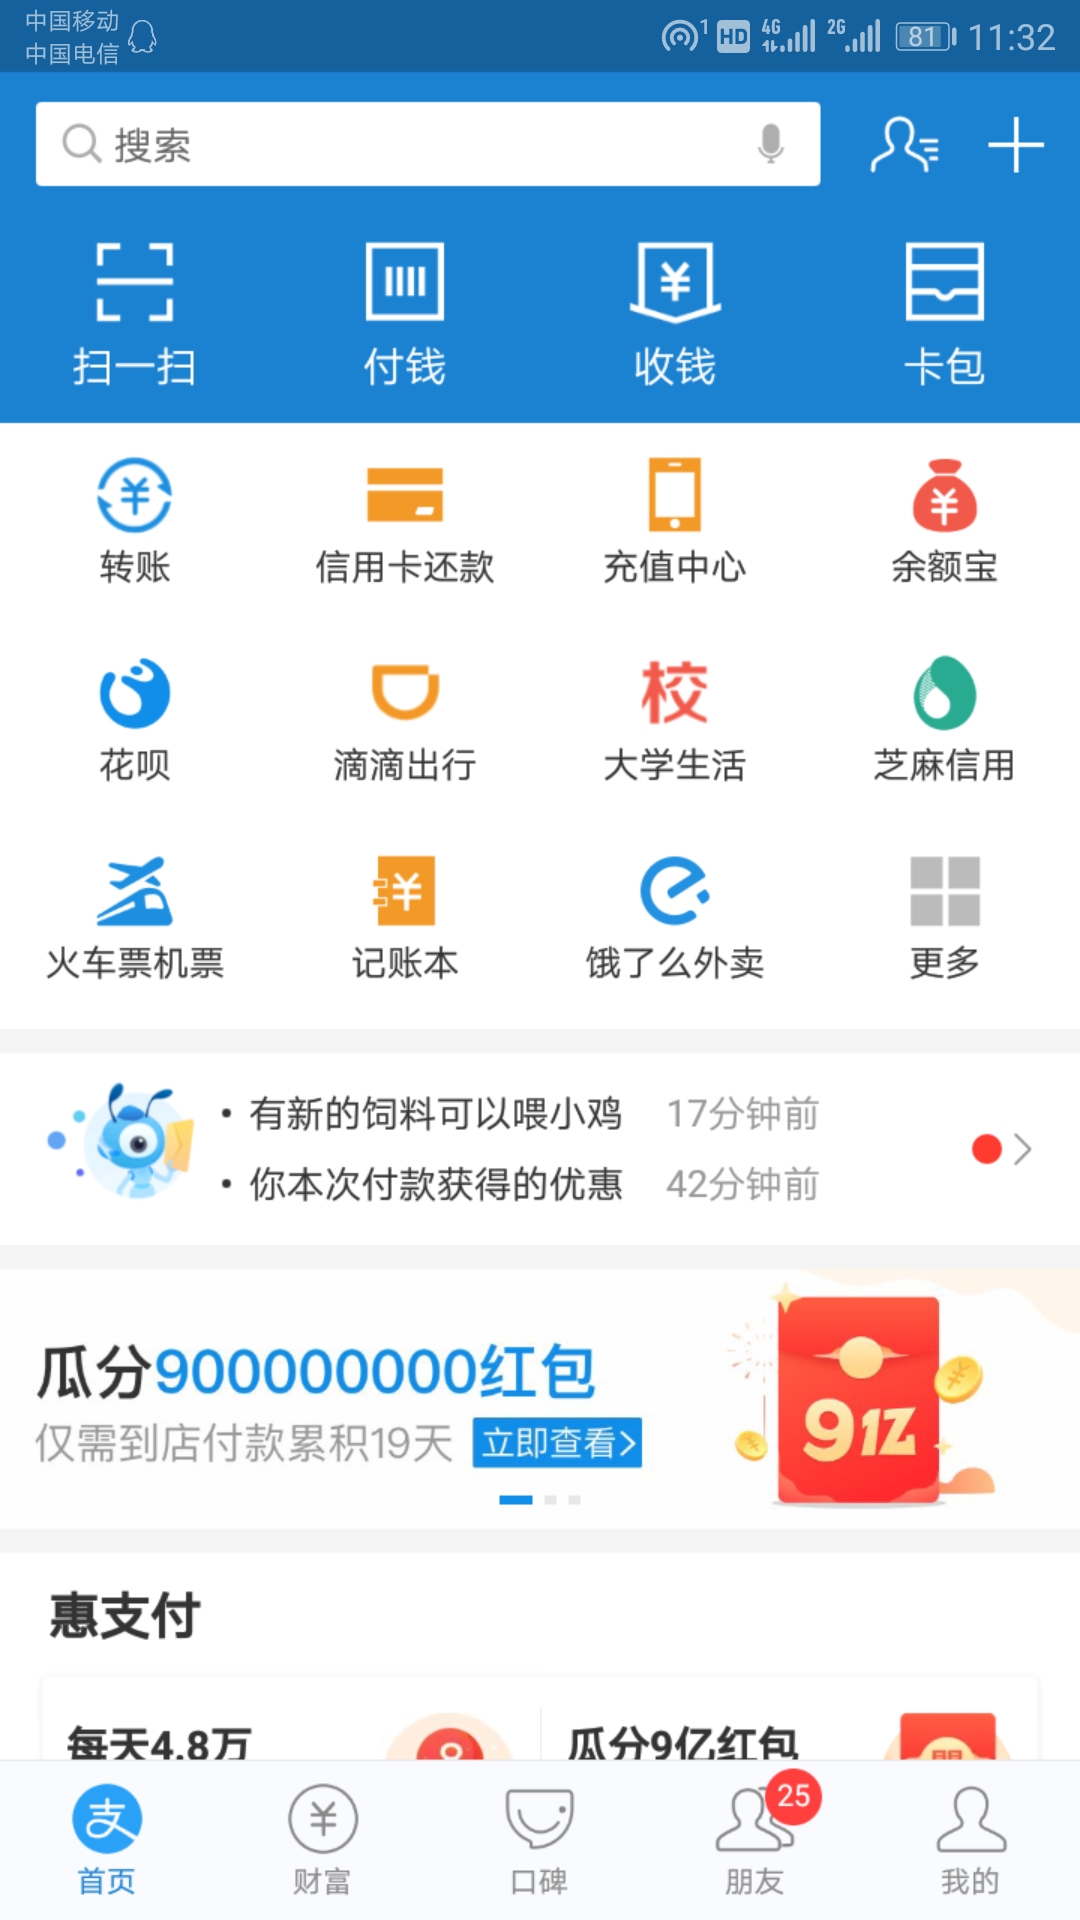 中国移动
中国电信
1 HD 4G 2G 81 11:32
搜索
扫一扫 付钱 收钱 卡包
转账 信用卡还款 充值中心 余额宝
校
花呗 滴滴出行 大学生活 芝麻信用
火车票机票 记账本 饿了么外卖 更多
• 有新的饲料可以喂小鸡 17分钟前
• 你本次付款获得的优惠 42分钟前
瓜分900000000红包
仅需到店付款累积19天 立即查看>
9亿
惠支付
每天4.8万 瓜分9亿红包
支 25
首页 财富 口碑 朋友 我的